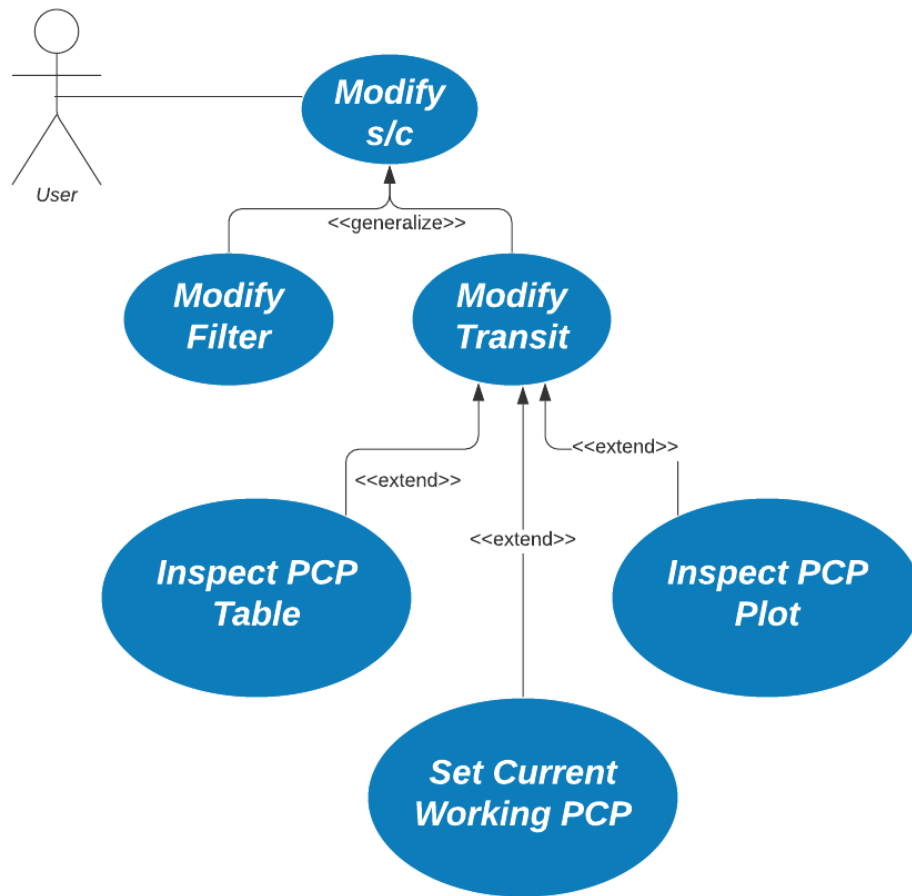 Modify
s/c
User
<<generalize>>
Modify
Filter
Modify
Transit
<<extend>>
<<extend>>
<<extend>>
Inspect PCP
Table
Inspect PCP
Plot
Set Current
Working PCP